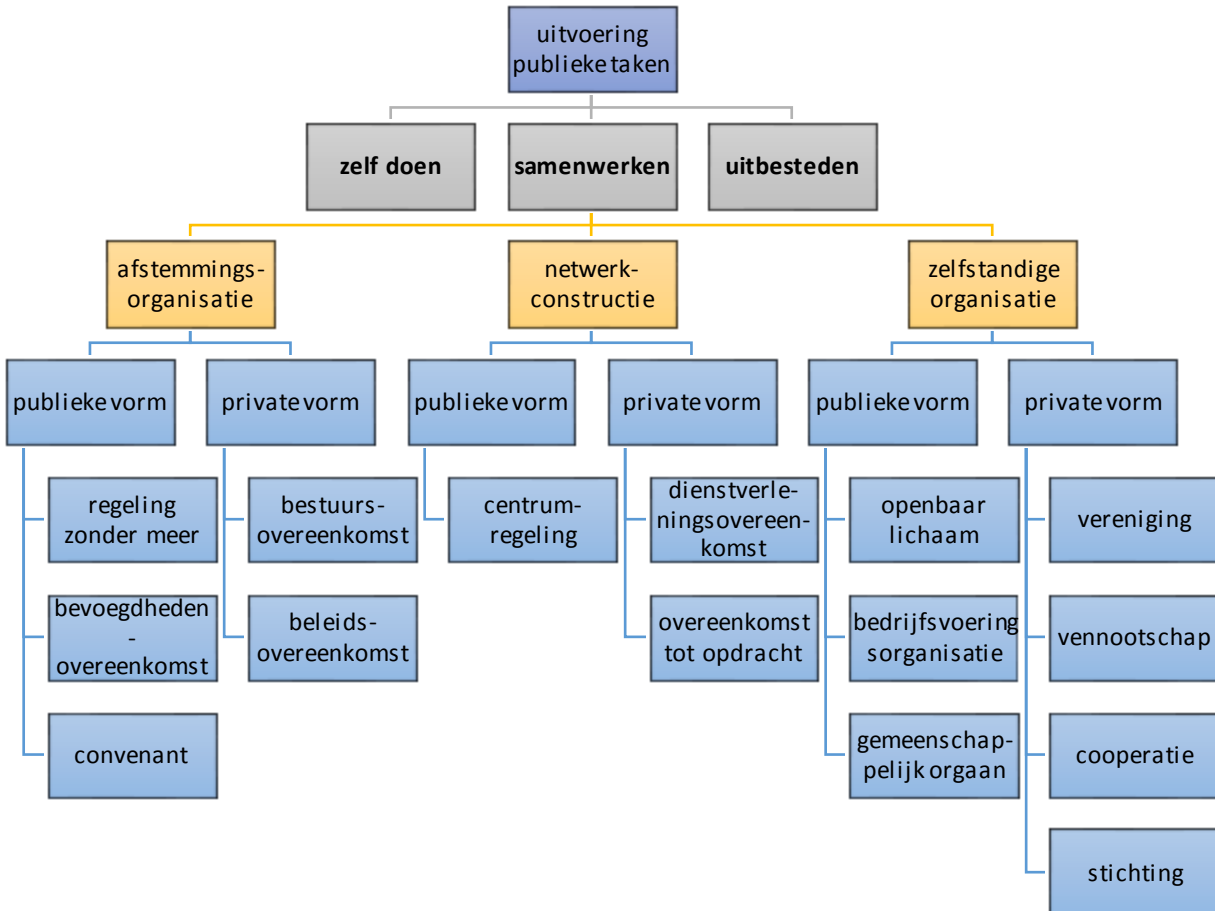 uitvoering
publieke taken
zelf doen
samenwerken
uitbesteden
afstemmings-
organisatie
netwerk-
constructie
zelfstandige
organisatie
publieke vorm
private vorm
publieke vorm
private vorm
publieke vorm
private vorm
regeling
zonder meer
bevoegdheden
-
overeenkomst
convenant
bestuurs-
overeenkomst
beleids-
overeenkomst
centrum-
regeling
dienstverle-
ningsovereen-
komst
overeenkomst
tot opdracht
openbaar
lichaam
bedrijfsvoering
sorganisatie
gemeenschap-
pelijk orgaan
vereniging
vennootschap
cooperatie
stichting